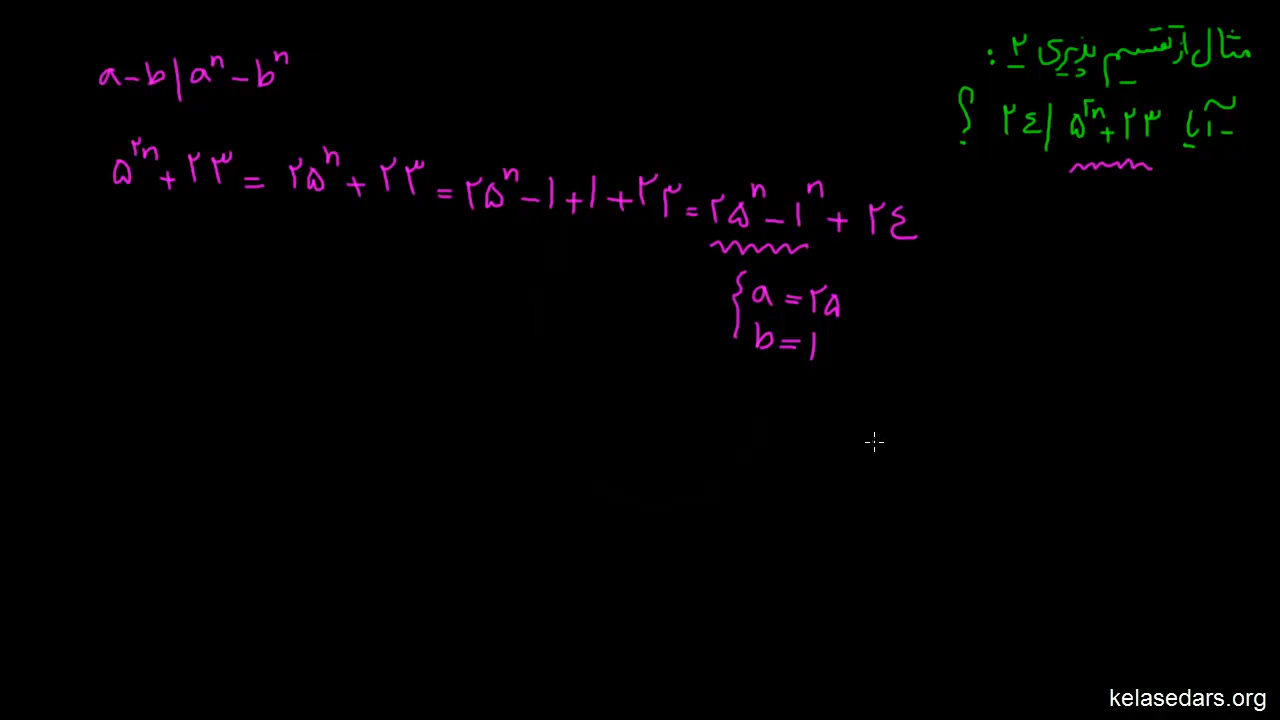 مثال از تقسیم پذیری ۲ :
آیا ۲۴ | ۵^۲n + ۲۳ ؟
a - b | a^n - b^n
۵^۲n + ۲۳ = ۲۵^n + ۲۳ = ۲۵^n - ۱ + ۱ + ۲۳ = ۲۵^n - ۱^n + ۲۴
{ a = ۲۵
b = ۱
kelasedars.org